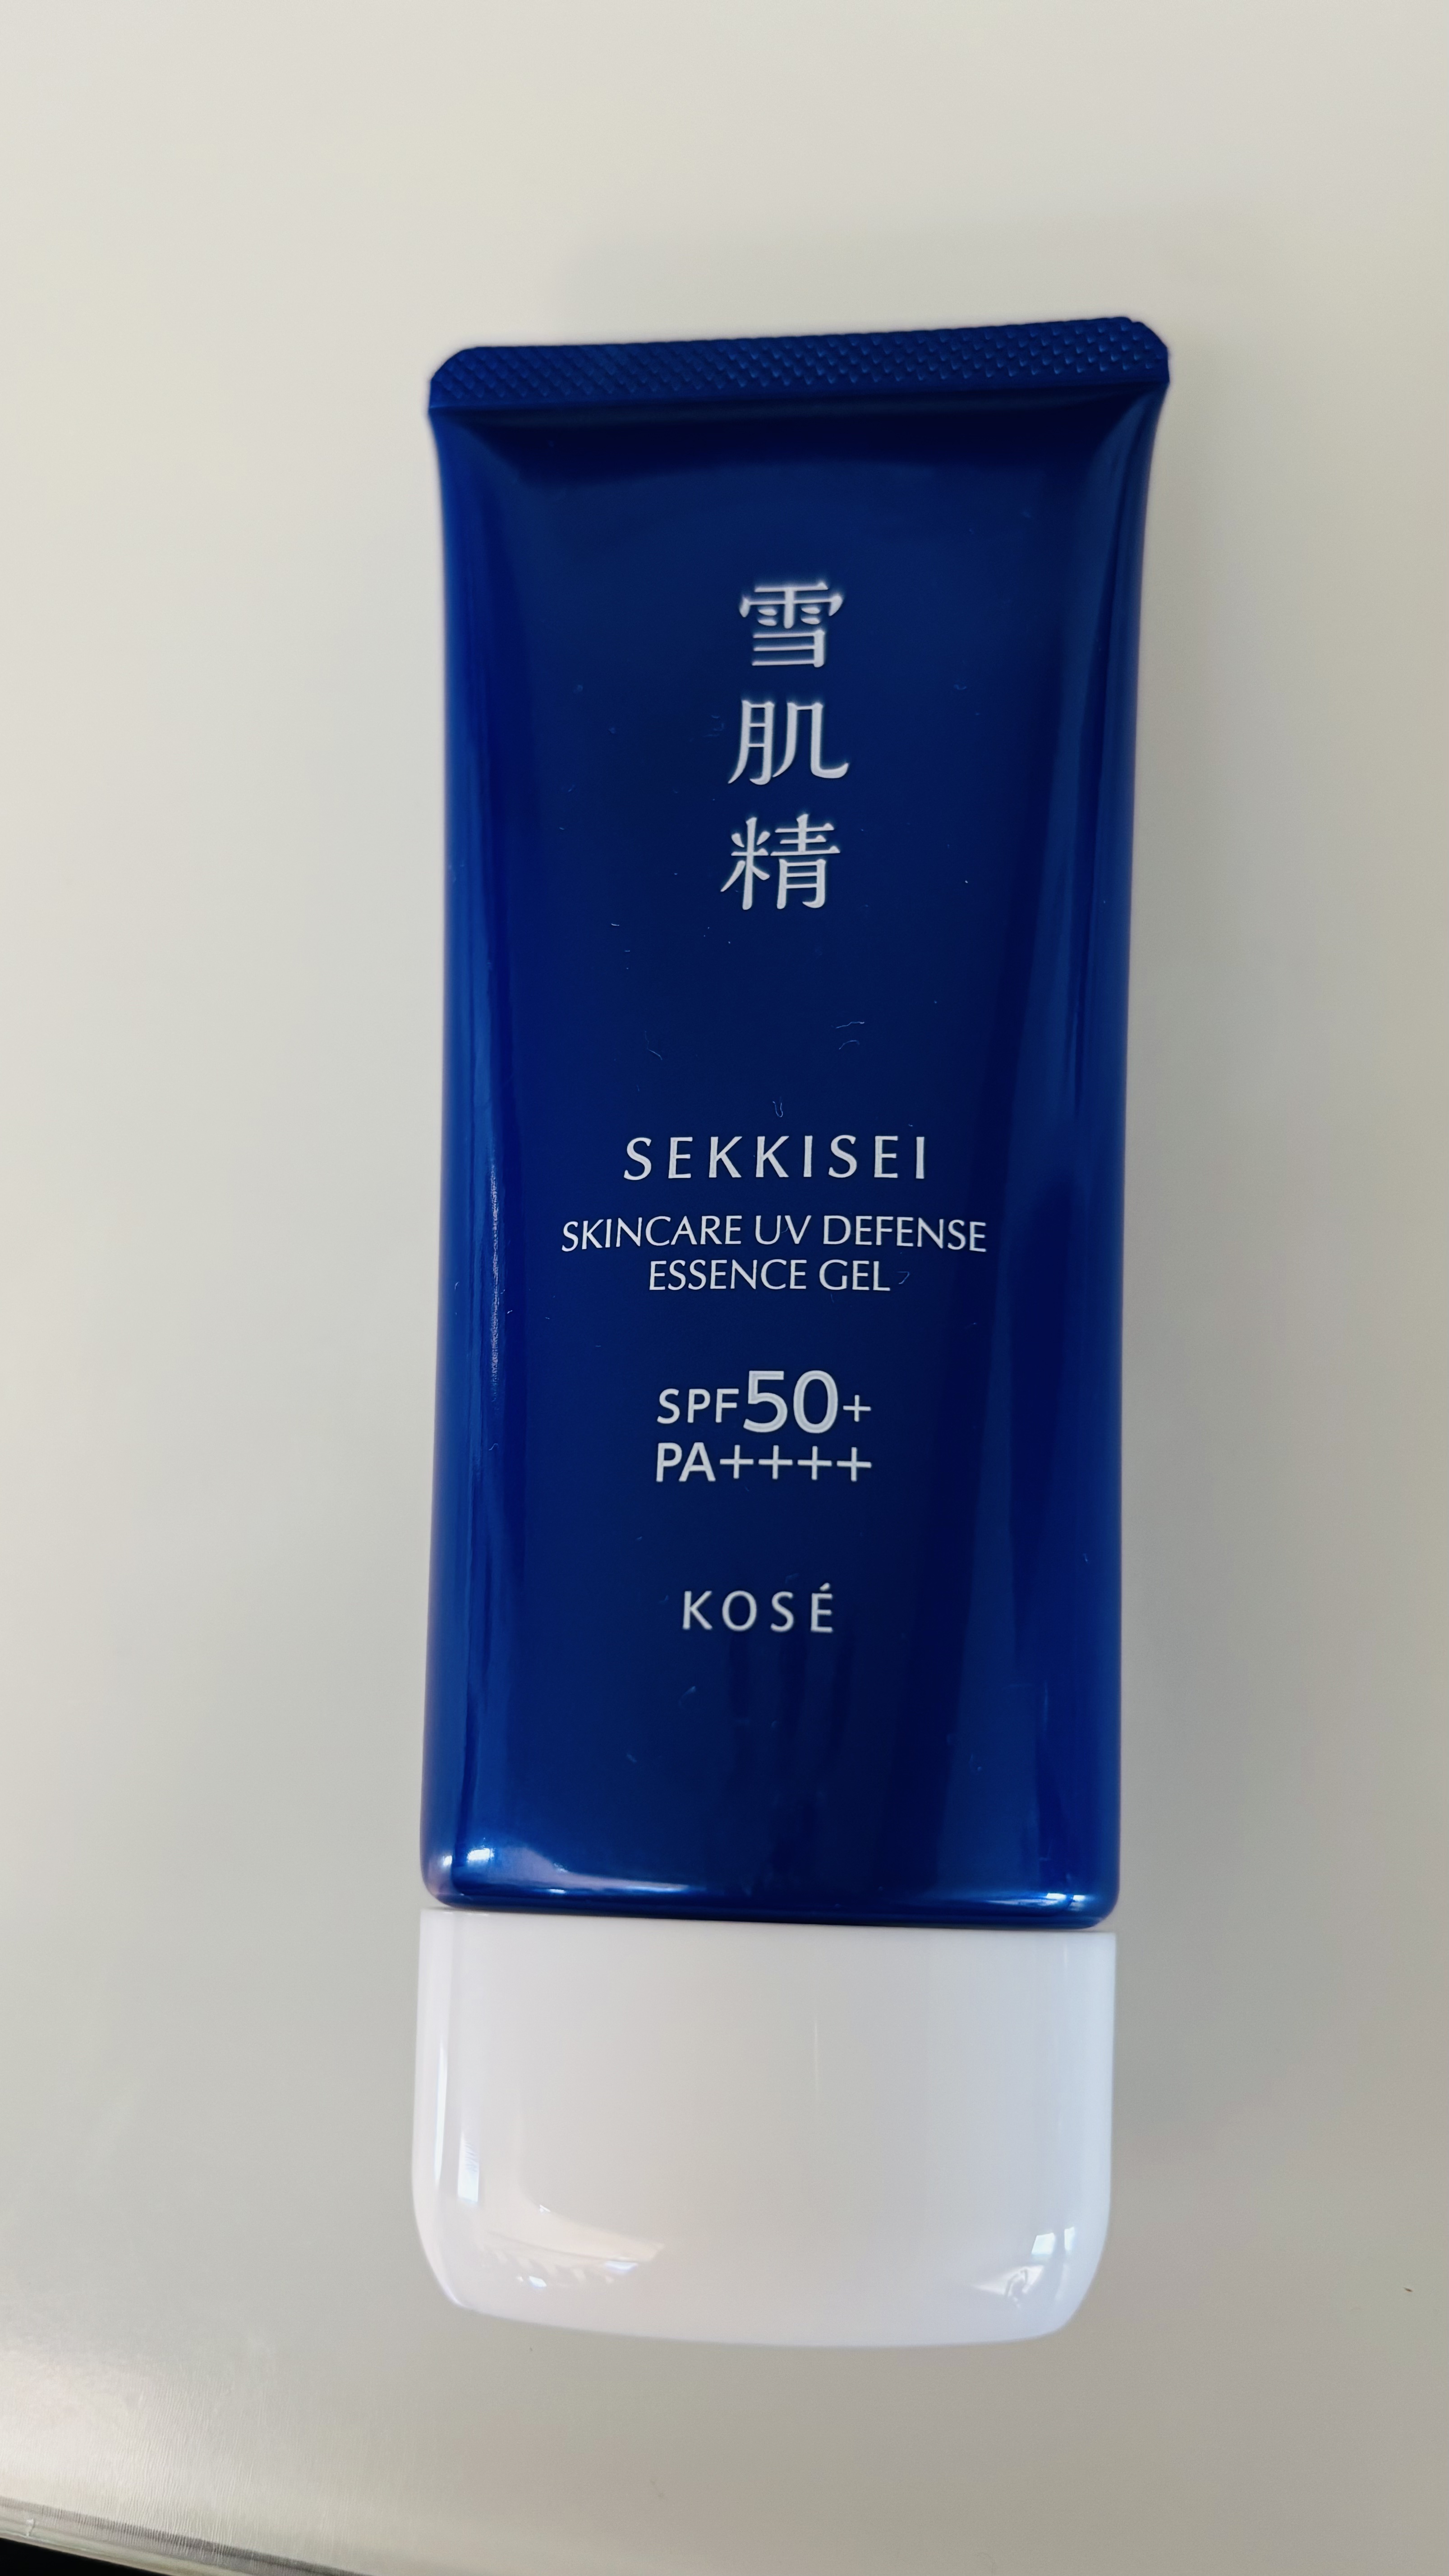 雪肌精
SEKKISEI
SKINCARE UV DEFENSE
ESSENCE GEL
SPF50+
PA++++
KOSÉ